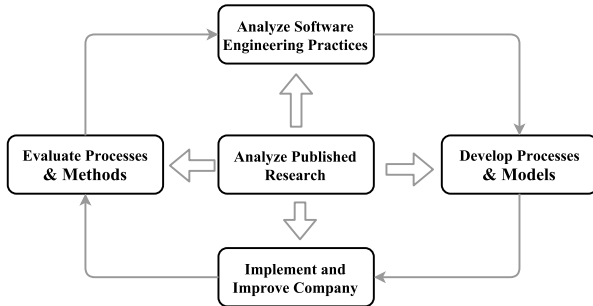 Analyze Software
Engineering Practices
Evaluate Processes
& Methods
Analyze Published
Research
Develop Processes
& Models
Implement and
Improve Company